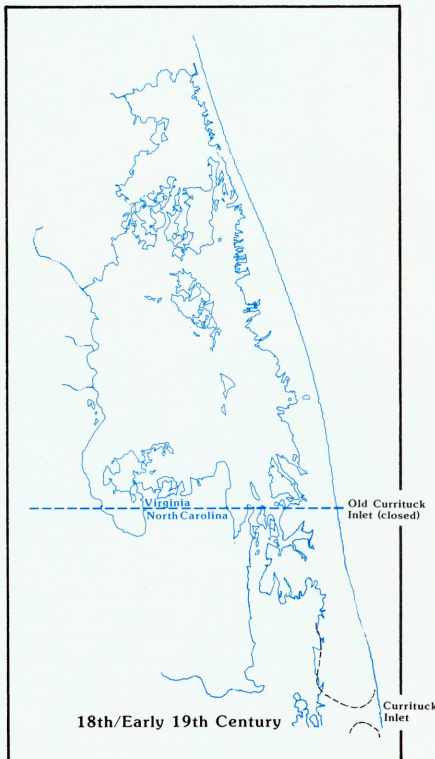 Virginia
North Carolina
Old Currituck
Inlet (closed)
Currituck
Inlet
18th/Early 19th Century